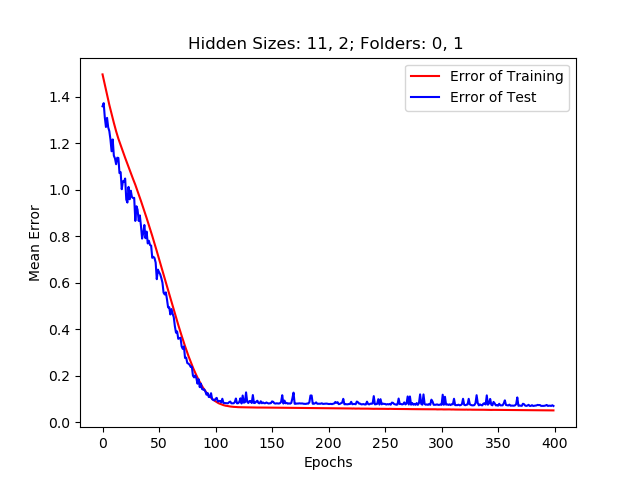 Hidden Sizes: 11, 2; Folders: 0, 1
Error of Training
Error of Test
Mean Error
1.4
1.2
1.0
0.8
0.6
0.4
0.2
0.0
0 50 100 150 200 250 300 350 400
Epochs